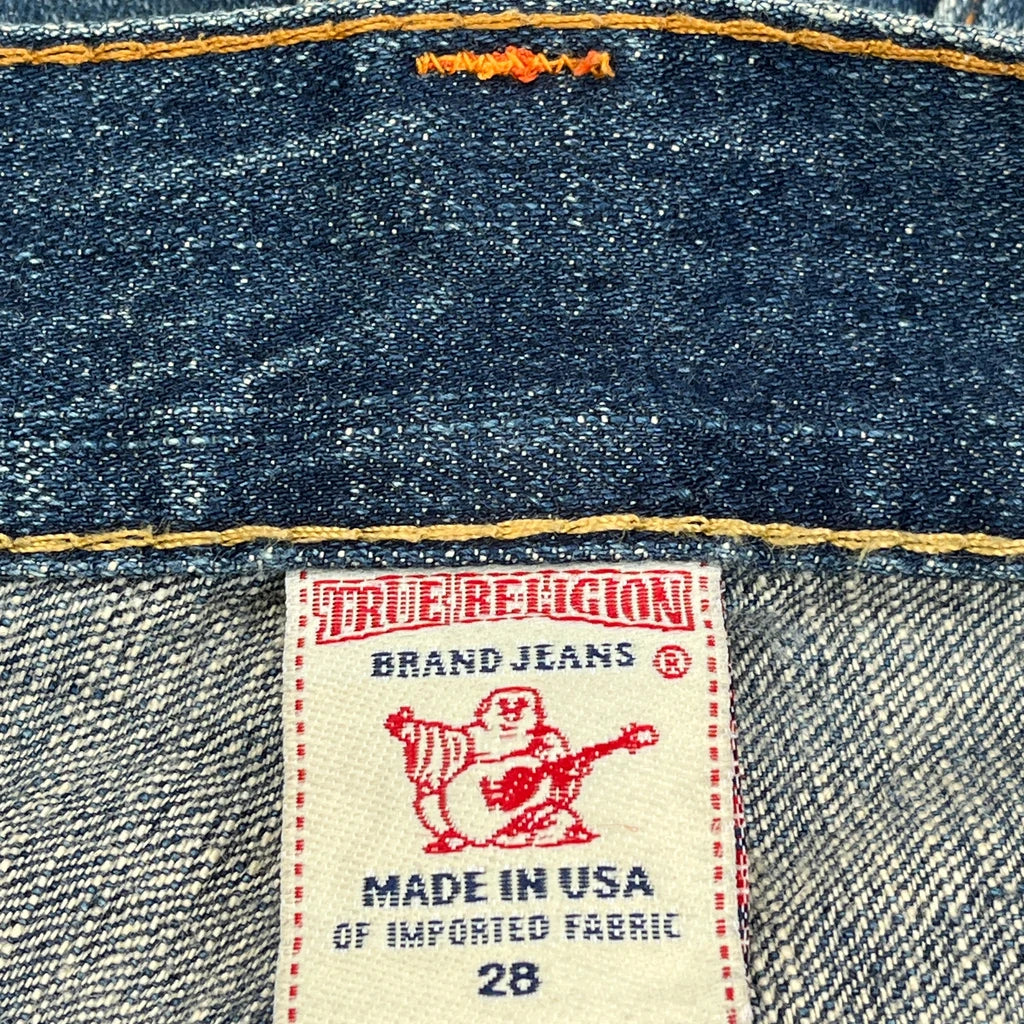 TRUE RELIGION
BRAND JEANS ®
MADE IN USA
OF IMPORTED FABRIC
28